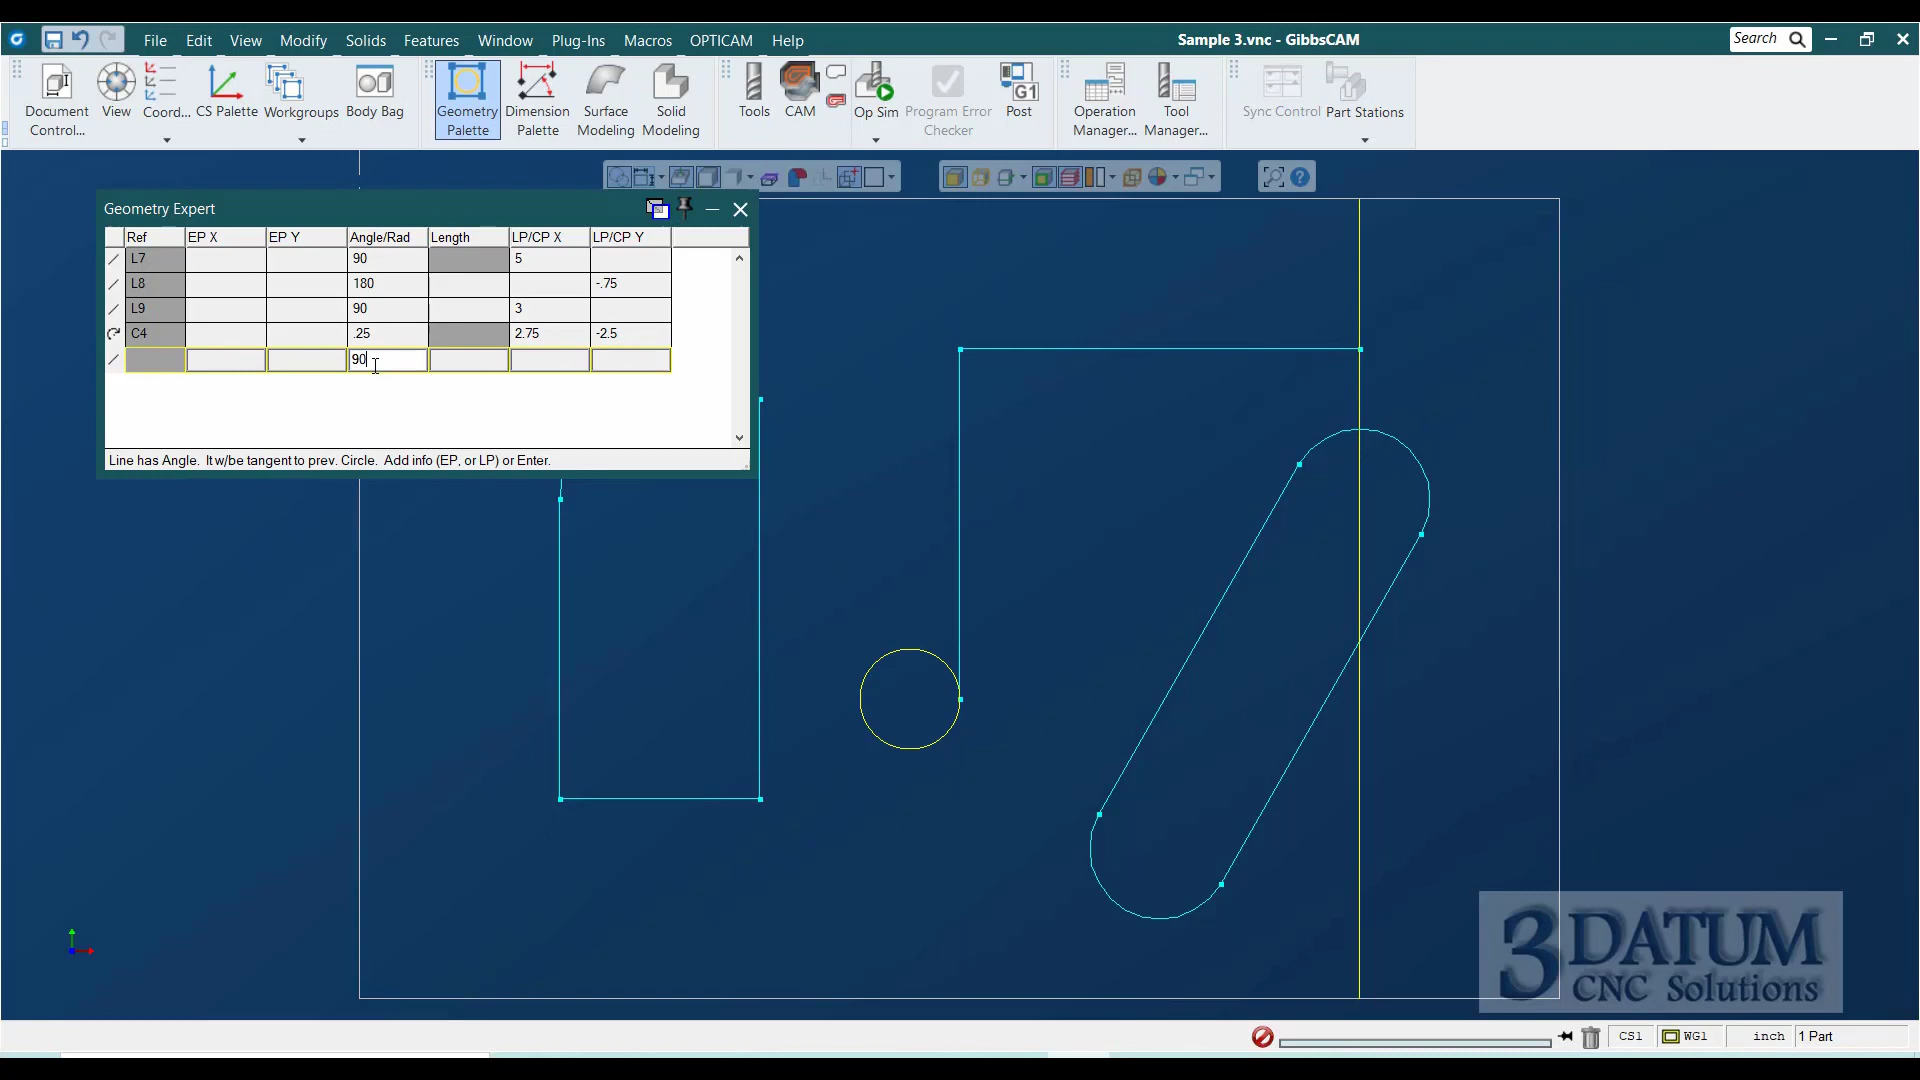 File Edit View Modify Solids Features Window Plug-Ins Macros OPTICAM Help
Sample 3.vnc - GibbsCAM
Search
Document Control...
View
Coord...
CS Palette
Workgroups
Body Bag
Geometry Palette
Dimension Palette
Surface Modeling
Solid Modeling
Tools
CAM
Op Sim
Program Error Checker
G1
Post
Operation Manager...
Tool Manager...
Sync Control
Part Stations
Geometry Expert
Ref EP X EP Y Angle/Rad Length LP/CP X LP/CP Y
L7 90 5
L8 180 -.75
L9 90 3
C4 .25 2.75 -2.5
90
Line has Angle. It w/be tangent to prev. Circle. Add info (EP, or LP) or Enter.
3DATUM
CNC Solutions
CS1 WG1 inch 1 Part